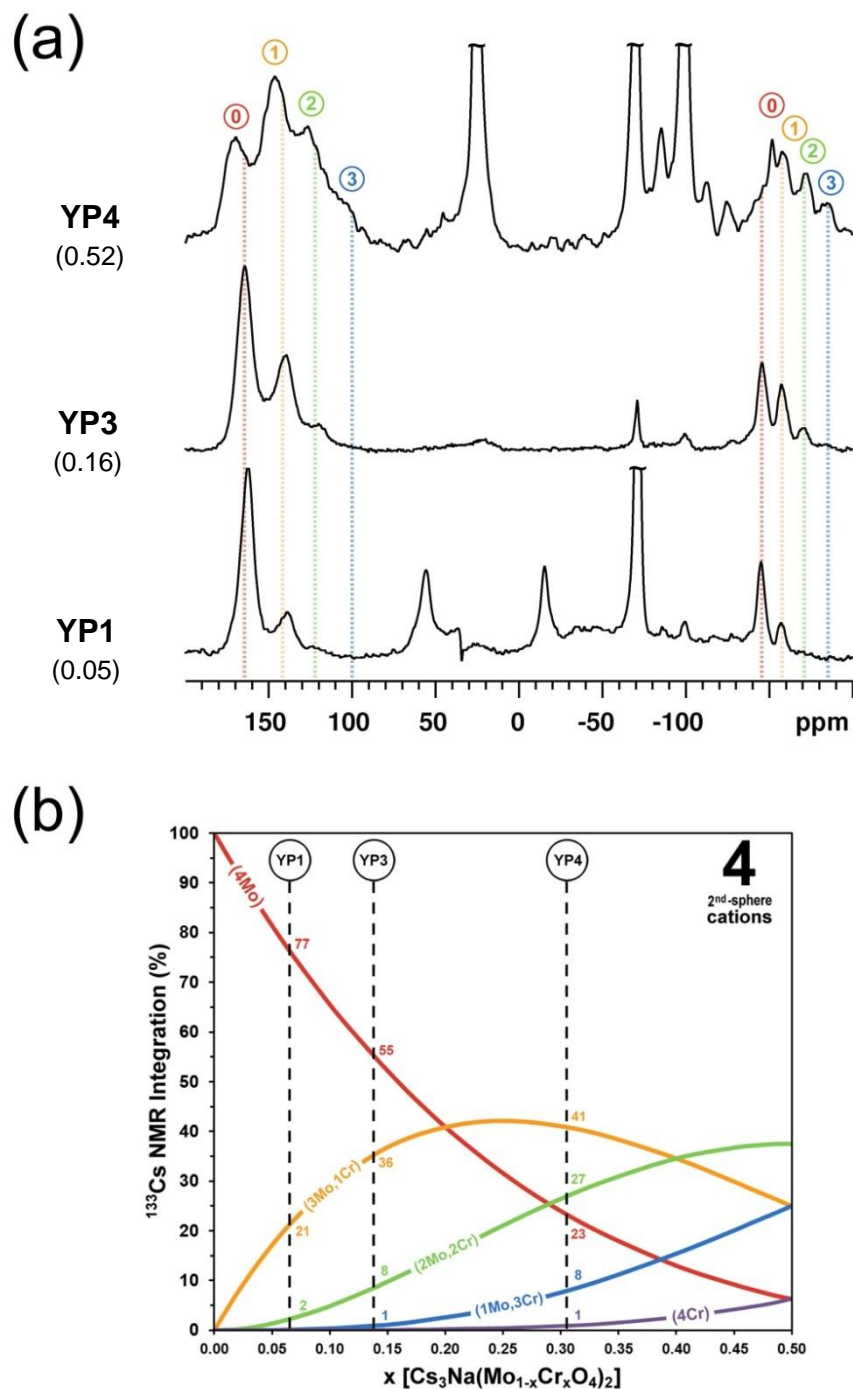 (a)
0 1 2 3 0 1 2 3
YP4
(0.52)
YP3
(0.16)
YP1
(0.05)
150 100 50 0 -50 -100 ppm
(b)
100
90
80
70
60
50
40
30
20
10
0
¹³³Cs NMR Integration (%)
YP1 YP3 YP4
4
2ⁿᵈ-sphere
cations
(4Mo)
77
55
41
(3Mo,1Cr)
36
27
21
(2Mo,2Cr)
23
8
8
(1Mo,3Cr)
2
1
1
(4Cr)
0.00 0.05 0.10 0.15 0.20 0.25 0.30 0.35 0.40 0.45 0.50
x [Cs₃Na(Mo₁₋ₓCrₓO₄)₂]